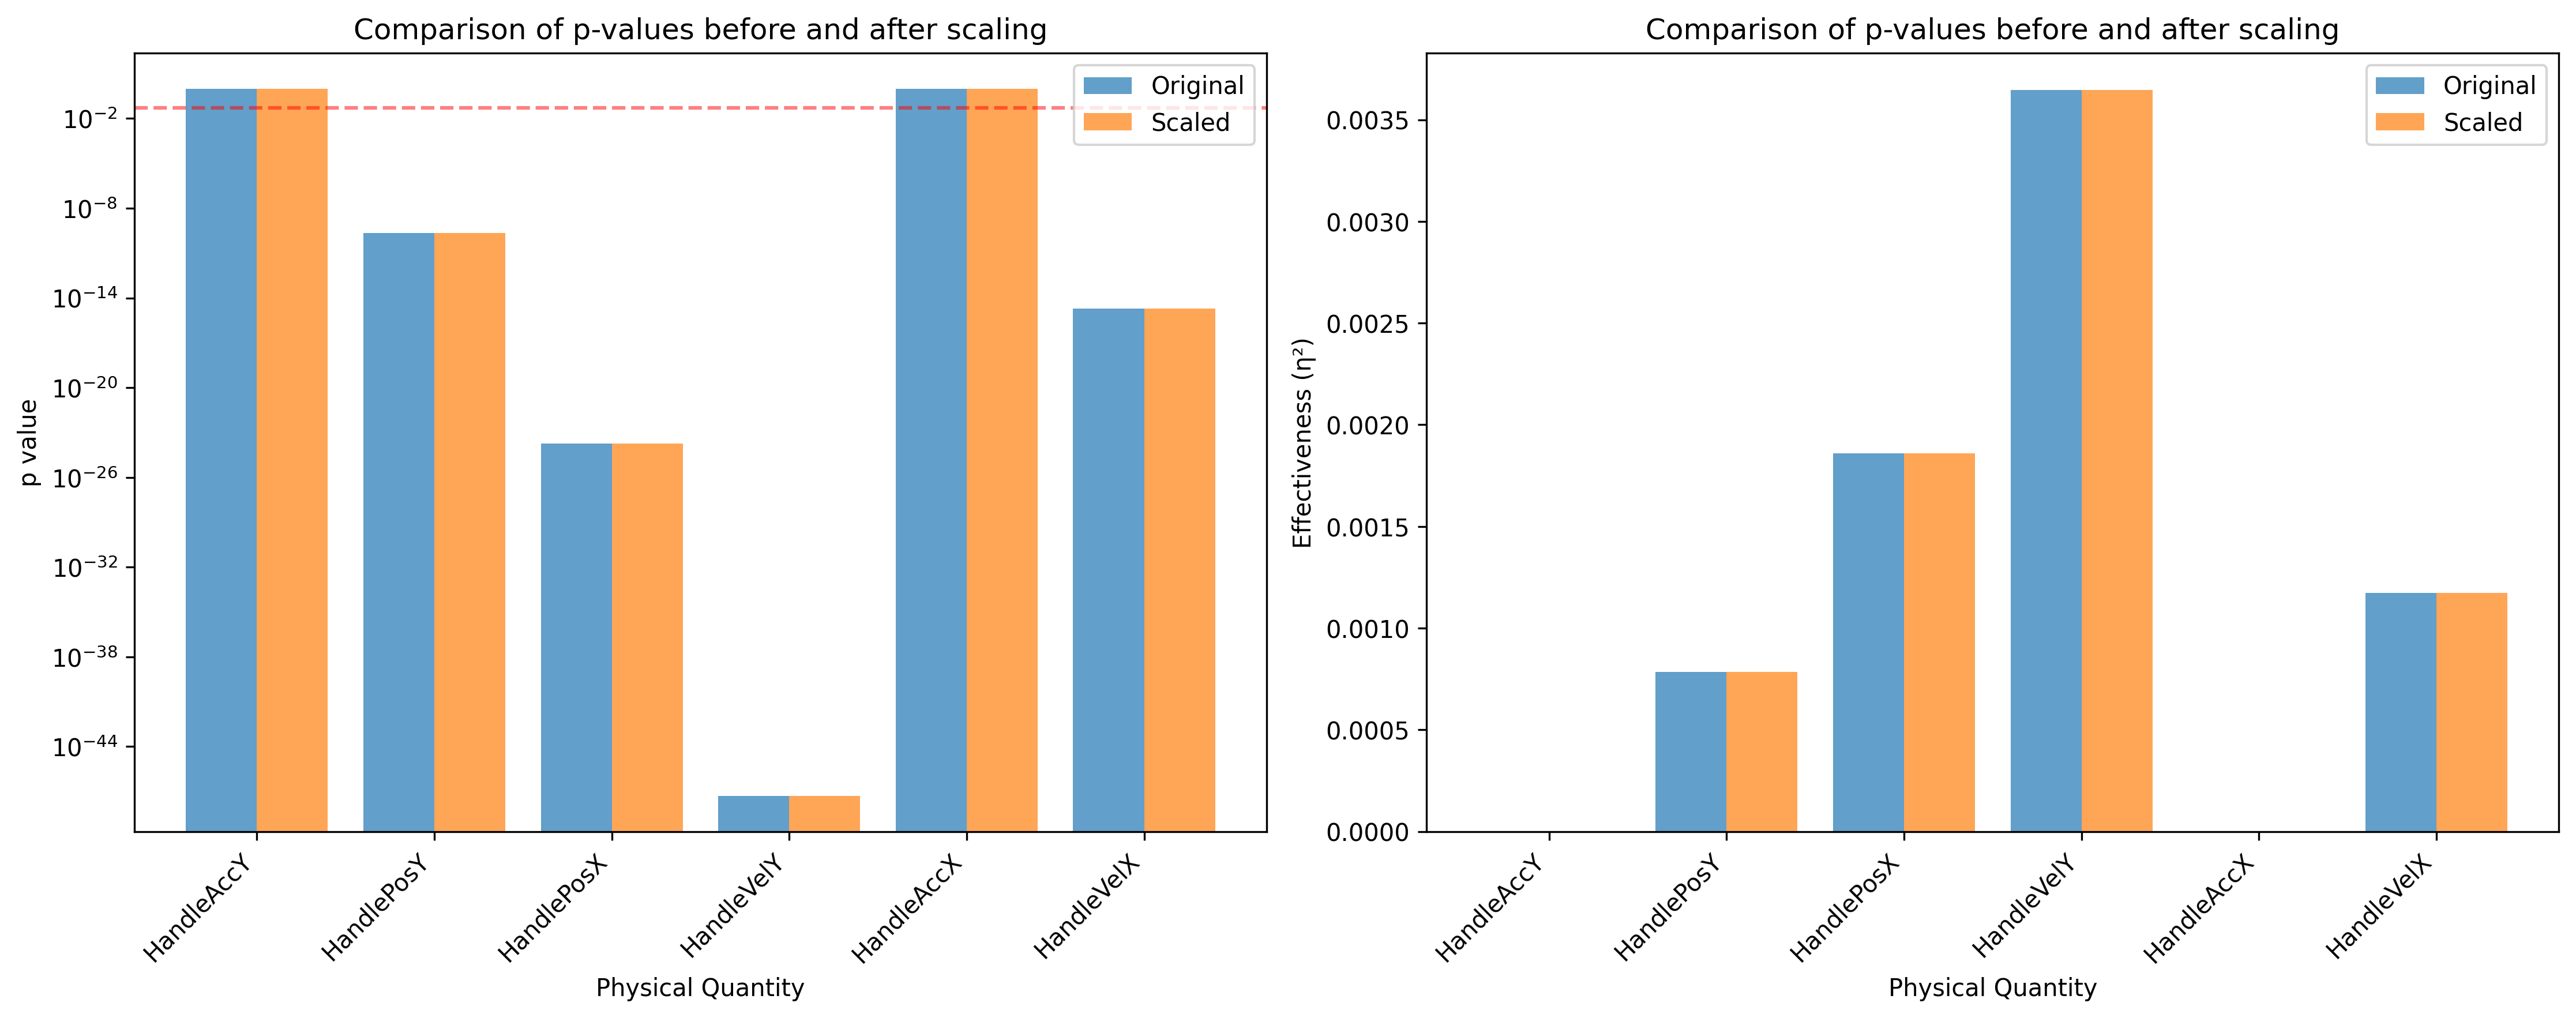 Comparison of p-values before and after scaling
Original
Scaled
10⁻²
10⁻⁸
10⁻¹⁴
10⁻²⁰
10⁻²⁶
10⁻³²
10⁻³⁸
10⁻⁴⁴
p value
HandleAccY
HandlePosY
HandlePosX
HandleVelY
HandleAccX
HandleVelX
Physical Quantity
Comparison of p-values before and after scaling
Original
Scaled
0.0035
0.0030
0.0025
0.0020
0.0015
0.0010
0.0005
0.0000
Effectiveness (η²)
HandleAccY
HandlePosY
HandlePosX
HandleVelY
HandleAccX
HandleVelX
Physical Quantity